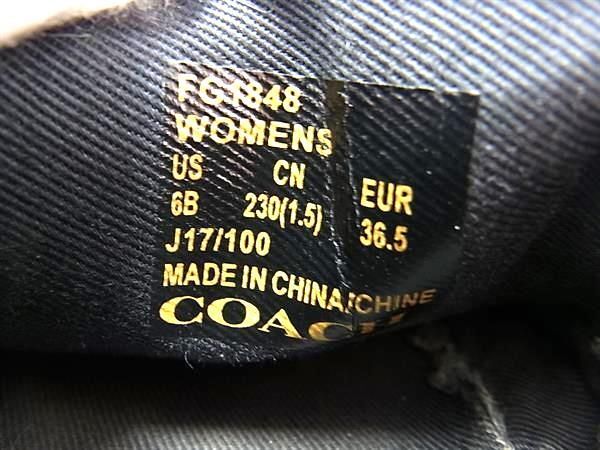 FG1848
WOMENS
US CN EUR
6B 230(1.5) 36.5
J17/100
MADE IN CHINA/CHINE
COACH